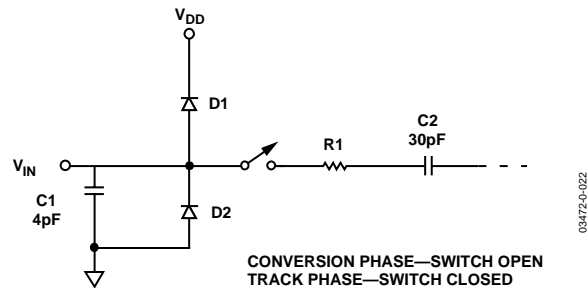 VDD
D1
R1
C2
30pF
VIN
C1
4pF
D2
CONVERSION PHASE—SWITCH OPEN
TRACK PHASE—SWITCH CLOSED
03472-0-022